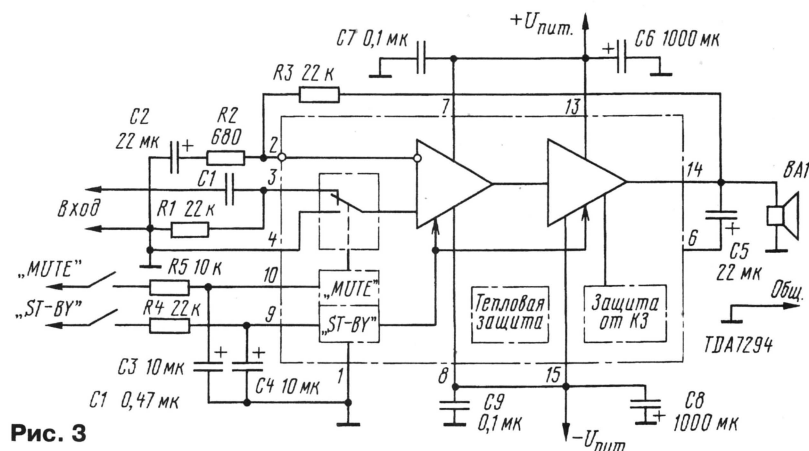 +Uпит.
C7 0,1 мк
C6 1000 мк
+
R3 22 к
7
13
C2
22 мк
+
R2
680
2
3
C1
Вход
R1 22 к
4
14
BA1
6
+
C5
22 мк
„MUTE"
R5 10 к
10
„MUTE"
„ST-BY"
R4 22 к
9
„ST-BY"
Тепловая
защита
Защита
от КЗ
Общ.
TDA7294
C3 10 мк
+
+
C4 10 мк
1
8
15
C1 0,47 мк
C9
0,1 мк
C8
1000 мк
+
-Uпит
Рис. 3